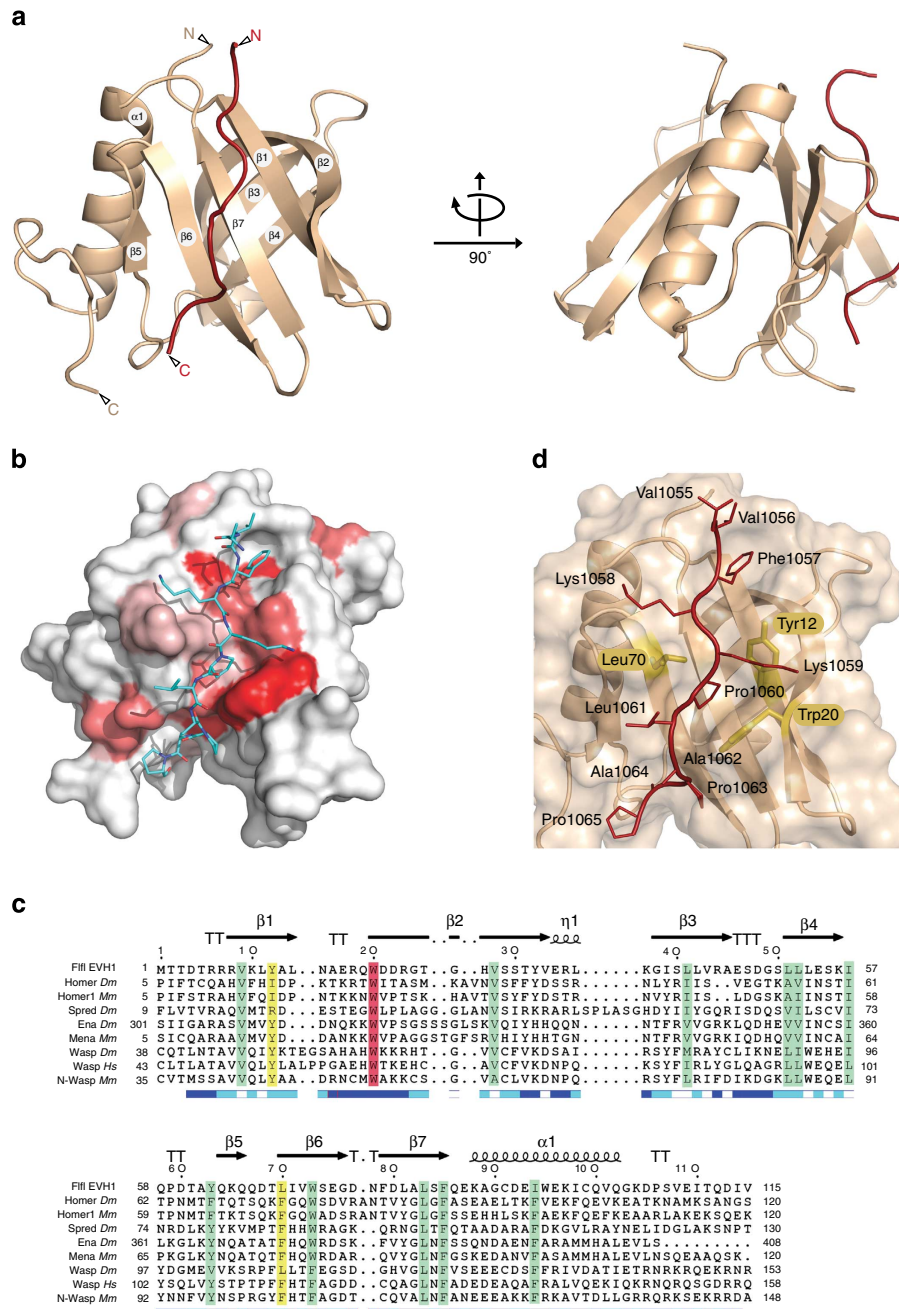 a
N
N
α1
β1
β2
β3
β7
β5
β6
β4
C
C
90°
b
d
Val1055
Val1056
Phe1057
Lys1058
Tyr12
Leu70
Lys1059
Pro1060
Leu1061
Trp20
Ala1062
Ala1064
Pro1063
Pro1065
c
β1 β2 η1 β3 β4
TT TT TTT
1 10 20 30 40 50
Flfl EVH1 1 MTTDTRRRVKLYAL..NAERQWDDRGT..G..HVSSTYVERL......KGISLLVRAESDGSLLLESKI 57
Homer Dm 5 PIFTCQAHVFHIDP..KTKRTWITASM..KAVNVSFFYDSSR......NLYRIIS..VEGTKAVINSTI 61
Homer1 Mm 5 PIFSTRAHVFQIDP..NTKKNWVPTSK..HAVTVSYFYDSTR......NVYRIIS..LDGSKAIINSTI 58
Spred Dm 9 FLVTVRAQVMTRD...ESTEGWLPLAGG.GLANVSIRKRARLSPLASGHDYIIYGQRISDQSVILSCVI 73
Ena Dm 301 SIIGARASVMVYD...DNQKKWVPSGSSSGLSKVQIYHHQQN......NTFRVVGRKLQDHEVVINCSI 360
Mena Mm 5 SICQARAAVMVYD...DANKKWVPAGGSTGFSRVHIYHHTGN......NTFRVVGRKIQDHQVVINCAI 64
Wasp Dm 38 CQTLNTAVVQIYKTEGSAHAHWKKRHT..G..VVCFVKDSAI......RSYFMRAYCLIKNELIWEHEI 96
Wasp Hs 43 CKTLATAVVQLYLALPPGAEHWTKEHC..G..AVCFVKDNPQ......KSYFIRLYGLQAGRLLWEQEL 101
N-Wasp Mm 35 CVTMSSAVVQLYAA..DRNCMWAKKCS..G..VACLVKDNPQ......RSYFLRIFDIKDGKLLWEQEL 91
β5 β6 β7 α1
TT T.T TT
60 70 80 90 100 110
Flfl EVH1 58 QPDTAYQKQQDTLIVWSEGD.NFDLALSFQEKAGCDEIWEKICQVQGKDPSVEITQDIV 115
Homer Dm 62 TPNMTFTQTSQKFGQWSDVRANTVYGLGFSSEAELTKFVEKFQEVKEATKNAMKSANGS 120
Homer1 Mm 59 TPNMTFTKTSQKFGQWADSRANTVYGLGFSSEHHLSKFAEKFQEFKEAARLAKEKSQEK 120
Spred Dm 74 NRDLKYYKVMPTFHHWRAGK..QRNGLTFQTAADARAFDKGVLRAYNELIDGLAKSNPT 130
Ena Dm 361 LKGLKYNQATATFHQWRDSK..FVYGLNFSSQNDAENFARAMMHALEVLS......... 408
Mena Mm 65 PKGLKYNQATQTFHQWRDAR..QVYGLNFGSKEDANVFASAMMHALEVLNSQEAAQSK. 120
Wasp Dm 97 YDGMEVVKSRPFLLTFEGSD..HVVALNFVSEEECDSFFRIVDATIETRNRKRQEKRNR 153
Wasp Hs 102 YSQLVYSTPTPFFHTFAGDD..CQAGLNFADEDEAQAFRALVQEKIQKRNQRQSGDRRQ 158
N-Wasp Mm 92 YNNFVYNSPRGYFHTFAGDT..CQVALNFANEEEAKKFRKAVTDLLGRRQRKSEKRRDA 148